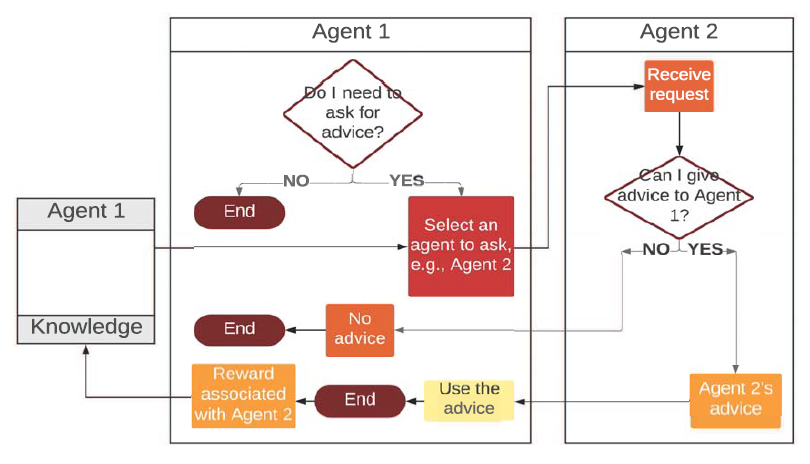 Agent 1
Agent 2
Do I need to
ask for
advice?
NO
YES
End
Select an
agent to ask,
e.g., Agent 2
Receive
request
Can I give
advice to Agent
1?
NO
YES
Agent 1
Knowledge
End
No
advice
Reward
associated
with Agent 2
End
Use the
advice
Agent 2's
advice